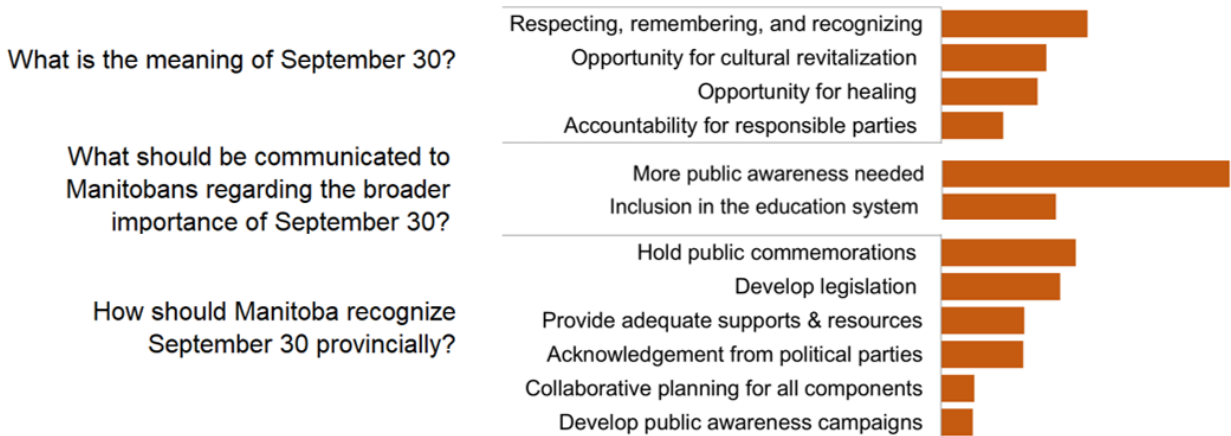 What is the meaning of September 30?
Respecting, remembering, and recognizing
Opportunity for cultural revitalization
Opportunity for healing
Accountability for responsible parties
What should be communicated to
Manitobans regarding the broader
importance of September 30?
More public awareness needed
Inclusion in the education system
How should Manitoba recognize
September 30 provincially?
Hold public commemorations
Develop legislation
Provide adequate supports & resources
Acknowledgement from political parties
Collaborative planning for all components
Develop public awareness campaigns